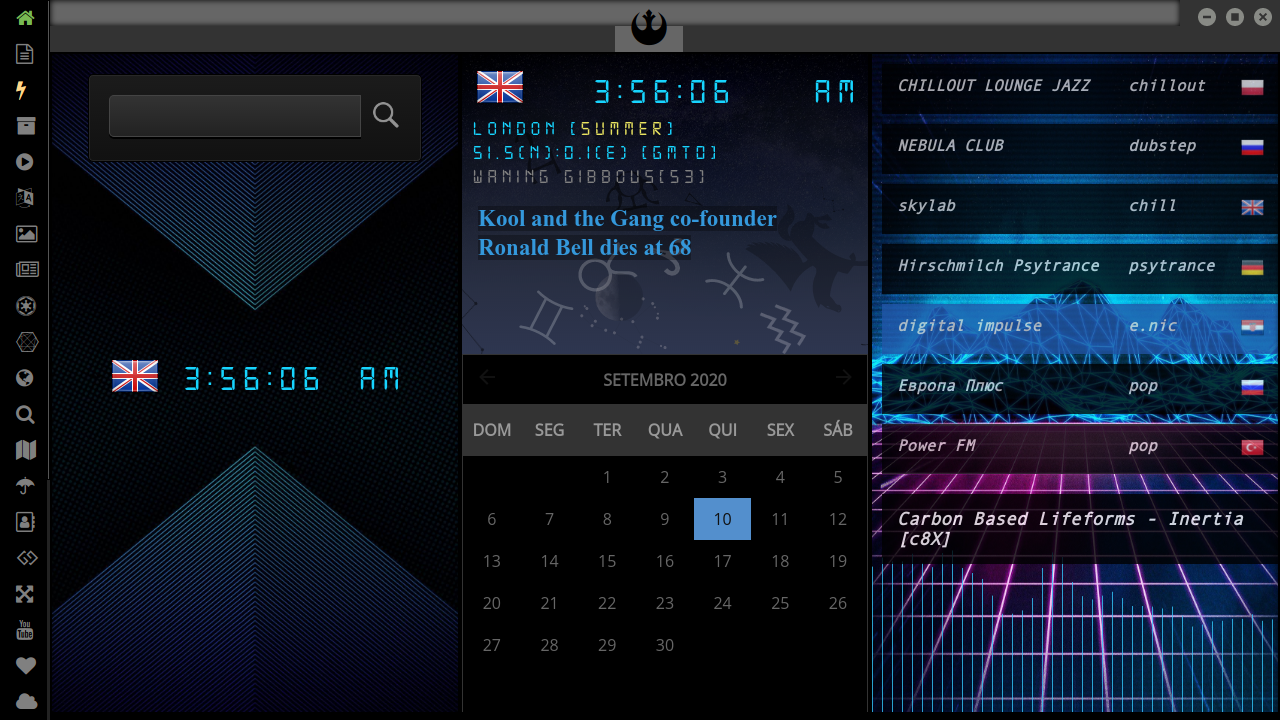 3:56:06 AM
3:56:06 AM
LONDON (SUMMER)
51.5(N):0.1(E) (GMT0)
WANING GIBBOUS(53)
Kool and the Gang co-founder
Ronald Bell dies at 68
SETEMBRO 2020
DOM SEG TER QUA QUI SEX SÁB
1 2 3 4 5
6 7 8 9 10 11 12
13 14 15 16 17 18 19
20 21 22 23 24 25 26
27 28 29 30
CHILLOUT LOUNGE JAZZ chillout
NEBULA CLUB dubstep
skylab chill
Hirschmilch Psytrance psytrance
digital impulse e.nic
Европа Плюс pop
Power FM pop
Carbon Based Lifeforms - Inertia
[c8X]
You
Tube